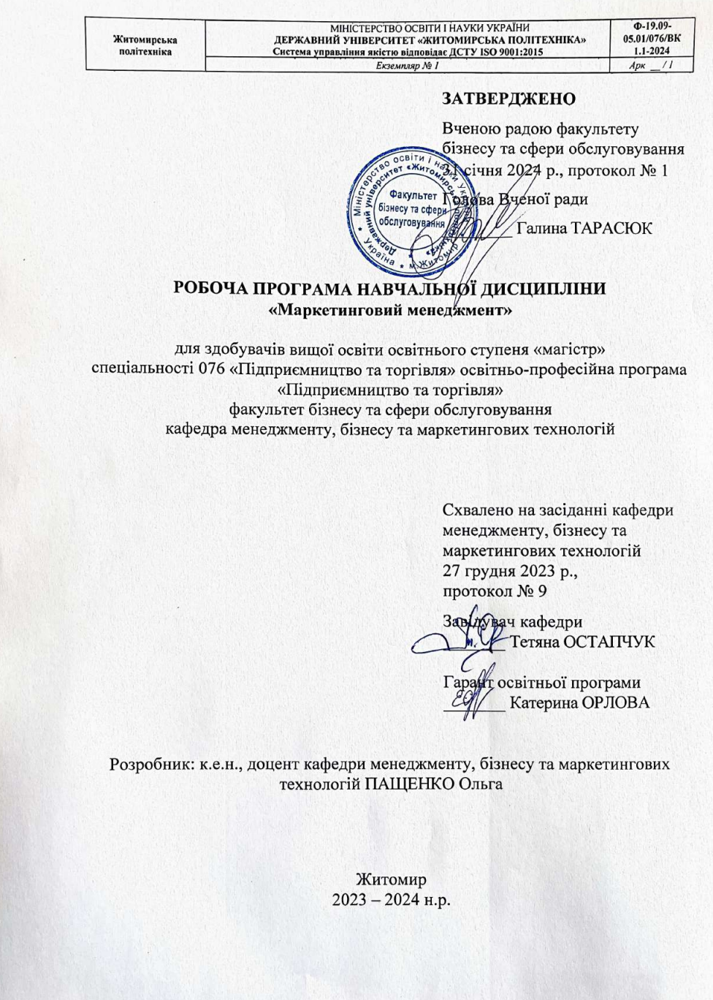 Житомирська
політехніка
МІНІСТЕРСТВО ОСВІТИ І НАУКИ УКРАЇНИ
ДЕРЖАВНИЙ УНІВЕРСИТЕТ «ЖИТОМИРСЬКА ПОЛІТЕХНІКА»
Система управління якістю відповідає ДСТУ ISO 9001:2015
Екземпляр № 1
Ф-19.09-
05.01/076/ВК
1.1-2024
Арк __ / 1
ЗАТВЕРДЖЕНО
Вченою радою факультету
бізнесу та сфери обслуговування
31 січня 2024 р., протокол № 1
Голова Вченої ради
Галина ТАРАСЮК
Міністерство освіти і науки України
Державний університет «Житомирська політехніка»
Україна * м.Житомир *
Факультет
бізнесу та сфери
обслуговування
РОБОЧА ПРОГРАМА НАВЧАЛЬНОЇ ДИСЦИПЛІНИ
«Маркетинговий менеджмент»
для здобувачів вищої освіти освітнього ступеня «магістр»
спеціальності 076 «Підприємництво та торгівля» освітньо-професійна програма
«Підприємництво та торгівля»
факультет бізнесу та сфери обслуговування
кафедра менеджменту, бізнесу та маркетингових технологій
Схвалено на засіданні кафедри
менеджменту, бізнесу та
маркетингових технологій
27 грудня 2023 р.,
протокол № 9
Завідувач кафедри
Тетяна ОСТАПЧУК
Гарант освітньої програми
Катерина ОРЛОВА
Розробник: к.е.н., доцент кафедри менеджменту, бізнесу та маркетингових
технологій ПАЩЕНКО Ольга
Житомир
2023 – 2024 н.р.